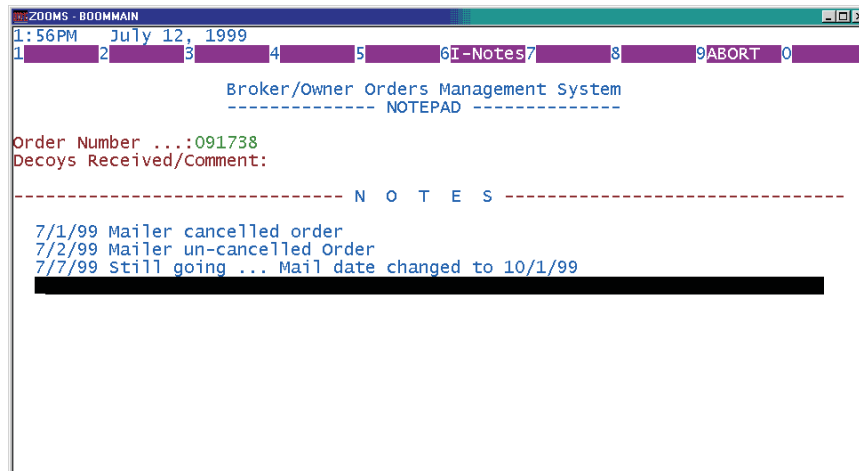 ZOOMS - BOOMMAIN
1:56PM July 12, 1999
1 2 3 4 5 6I-Notes7 8 9ABORT 0
Broker/Owner Orders Management System
-------------- NOTEPAD --------------
Order Number ...:O91738
Decoys Received/Comment:
------------------------------- N O T E S --------------------------------
7/1/99 Mailer cancelled order
7/2/99 Mailer un-cancelled Order
7/7/99 Still going ... Mail date changed to 10/1/99